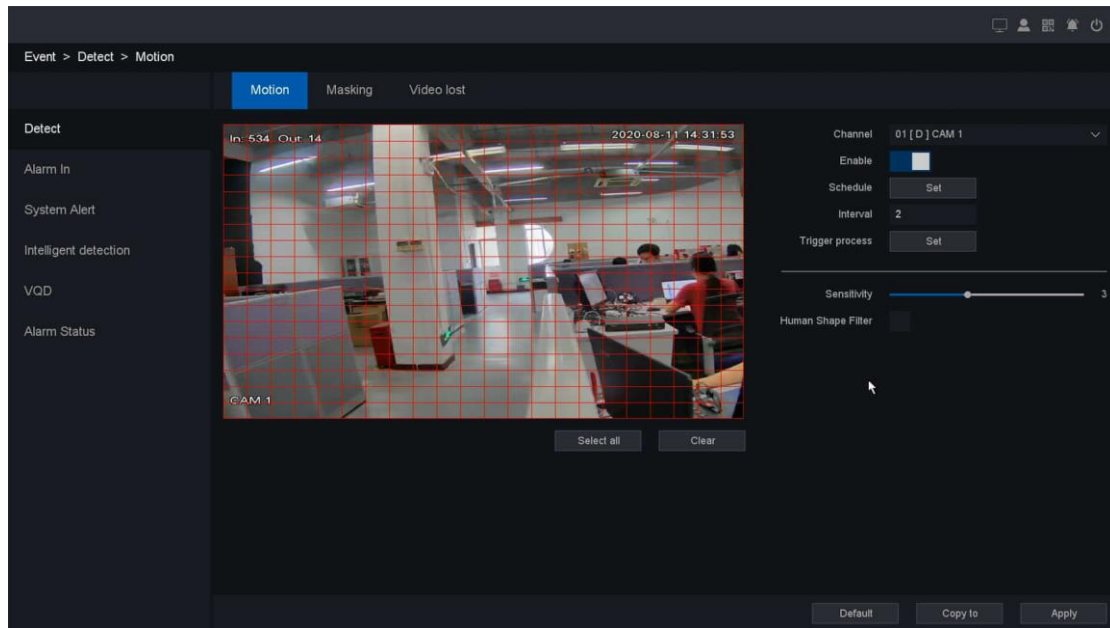 Event > Detect > Motion
Motion Masking Video lost
Detect
Alarm In
System Alert
Intelligent detection
VQD
Alarm Status
In: 534 Out: 14 2020-08-11 14:31:53
CAM 1
Select all Clear
Channel 01 [ D ] CAM 1
Enable
Schedule Set
Interval 2
Trigger process Set
Sensitivity 3
Human Shape Filter
Default Copy to Apply